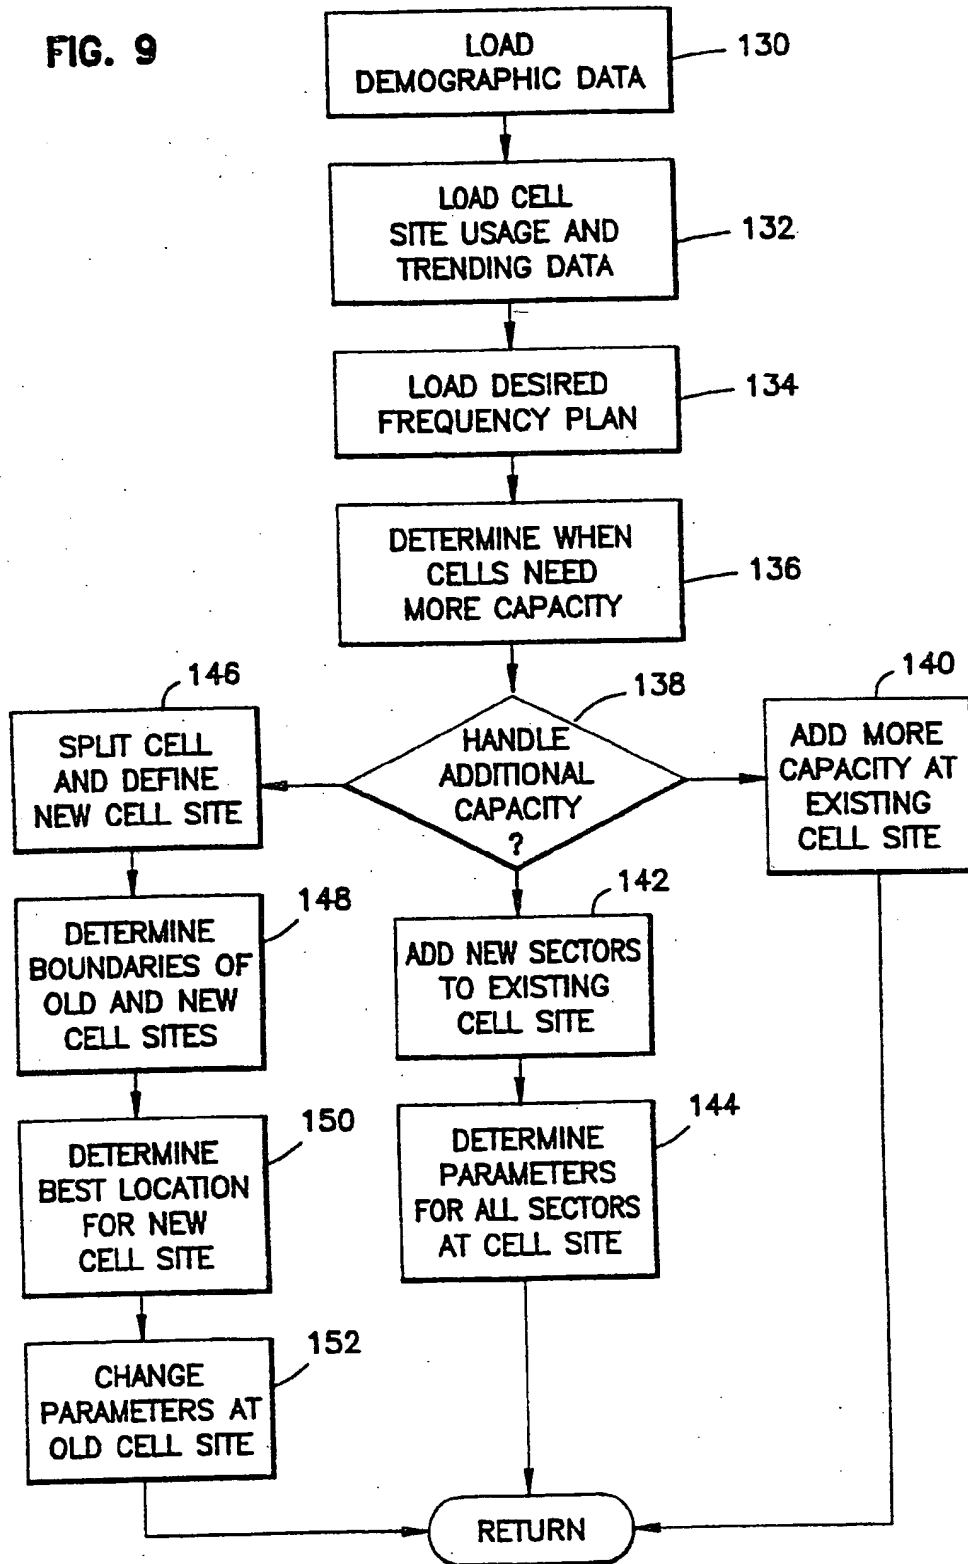 FIG. 9
LOAD
DEMOGRAPHIC DATA
130
LOAD CELL
SITE USAGE AND
TRENDING DATA
132
LOAD DESIRED
FREQUENCY PLAN
134
DETERMINE WHEN
CELLS NEED
MORE CAPACITY
136
HANDLE
ADDITIONAL
CAPACITY
?
138
146
SPLIT CELL
AND DEFINE
NEW CELL SITE
140
ADD MORE
CAPACITY AT
EXISTING
CELL SITE
148
DETERMINE
BOUNDARIES OF
OLD AND NEW
CELL SITES
142
ADD NEW SECTORS
TO EXISTING
CELL SITE
150
DETERMINE
BEST LOCATION
FOR NEW
CELL SITE
144
DETERMINE
PARAMETERS
FOR ALL SECTORS
AT CELL SITE
152
CHANGE
PARAMETERS AT
OLD CELL SITE
RETURN